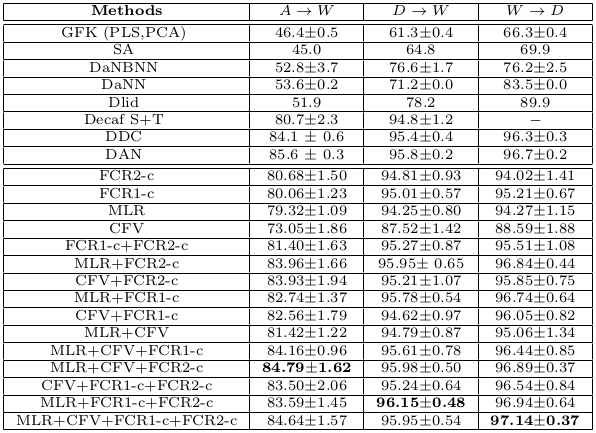 Methods A → W D → W W → D
GFK (PLS,PCA) 46.4±0.5 61.3±0.4 66.3±0.4
SA 45.0 64.8 69.9
DaNBNN 52.8±3.7 76.6±1.7 76.2±2.5
DaNN 53.6±0.2 71.2±0.0 83.5±0.0
Dlid 51.9 78.2 89.9
Decaf S+T 80.7±2.3 94.8±1.2 −
DDC 84.1 ± 0.6 95.4±0.4 96.3±0.3
DAN 85.6 ± 0.3 95.8±0.2 96.7±0.2
FCR2-c 80.68±1.50 94.81±0.93 94.02±1.41
FCR1-c 80.06±1.23 95.01±0.57 95.21±0.67
MLR 79.32±1.09 94.25±0.80 94.27±1.15
CFV 73.05±1.86 87.52±1.42 88.59±1.88
FCR1-c+FCR2-c 81.40±1.63 95.27±0.87 95.51±1.08
MLR+FCR2-c 83.96±1.66 95.95± 0.65 96.84±0.44
CFV+FCR2-c 83.93±1.94 95.21±1.07 95.85±0.75
MLR+FCR1-c 82.74±1.37 95.78±0.54 96.74±0.64
CFV+FCR1-c 82.56±1.79 94.62±0.97 96.05±0.82
MLR+CFV 81.42±1.22 94.79±0.87 95.06±1.34
MLR+CFV+FCR1-c 84.16±0.96 95.61±0.78 96.44±0.85
MLR+CFV+FCR2-c 84.79±1.62 95.98±0.50 96.89±0.37
CFV+FCR1-c+FCR2-c 83.50±2.06 95.24±0.64 96.54±0.84
MLR+FCR1-c+FCR2-c 83.59±1.45 96.15±0.48 96.94±0.64
MLR+CFV+FCR1-c+FCR2-c 84.64±1.57 95.95±0.54 97.14±0.37